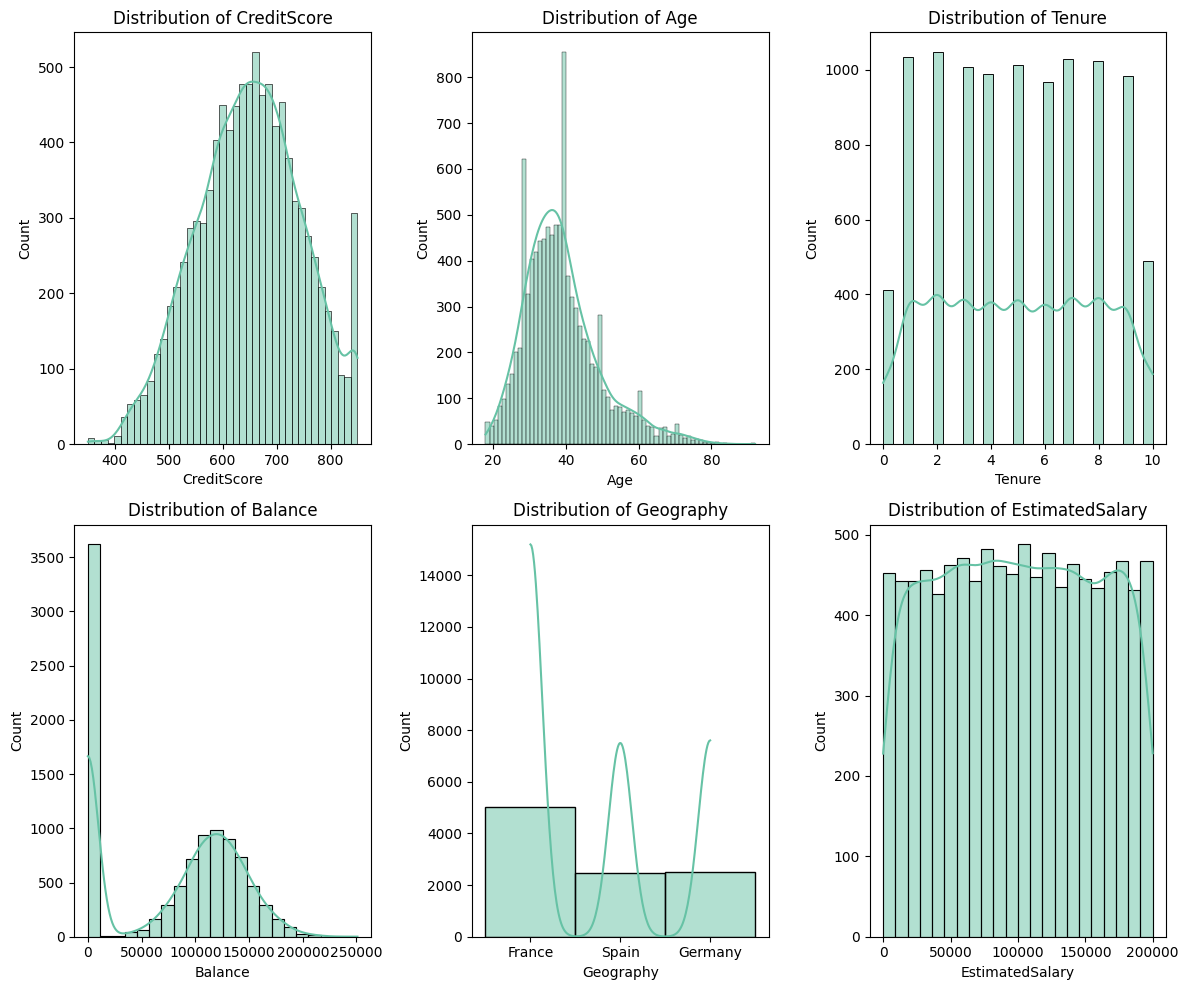 Distribution of CreditScore
Count
500
400
300
200
100
0
400 500 600 700 800
CreditScore
Distribution of Age
Count
800
700
600
500
400
300
200
100
0
20 40 60 80
Age
Distribution of Tenure
Count
1000
800
600
400
200
0
0 2 4 6 8 10
Tenure
Distribution of Balance
Count
3500
3000
2500
2000
1500
1000
500
0
0 50000 100000 150000 200000 250000
Balance
Distribution of Geography
Count
14000
12000
10000
8000
6000
4000
2000
0
France Spain Germany
Geography
Distribution of EstimatedSalary
Count
500
400
300
200
100
0
0 50000 100000 150000 200000
EstimatedSalary